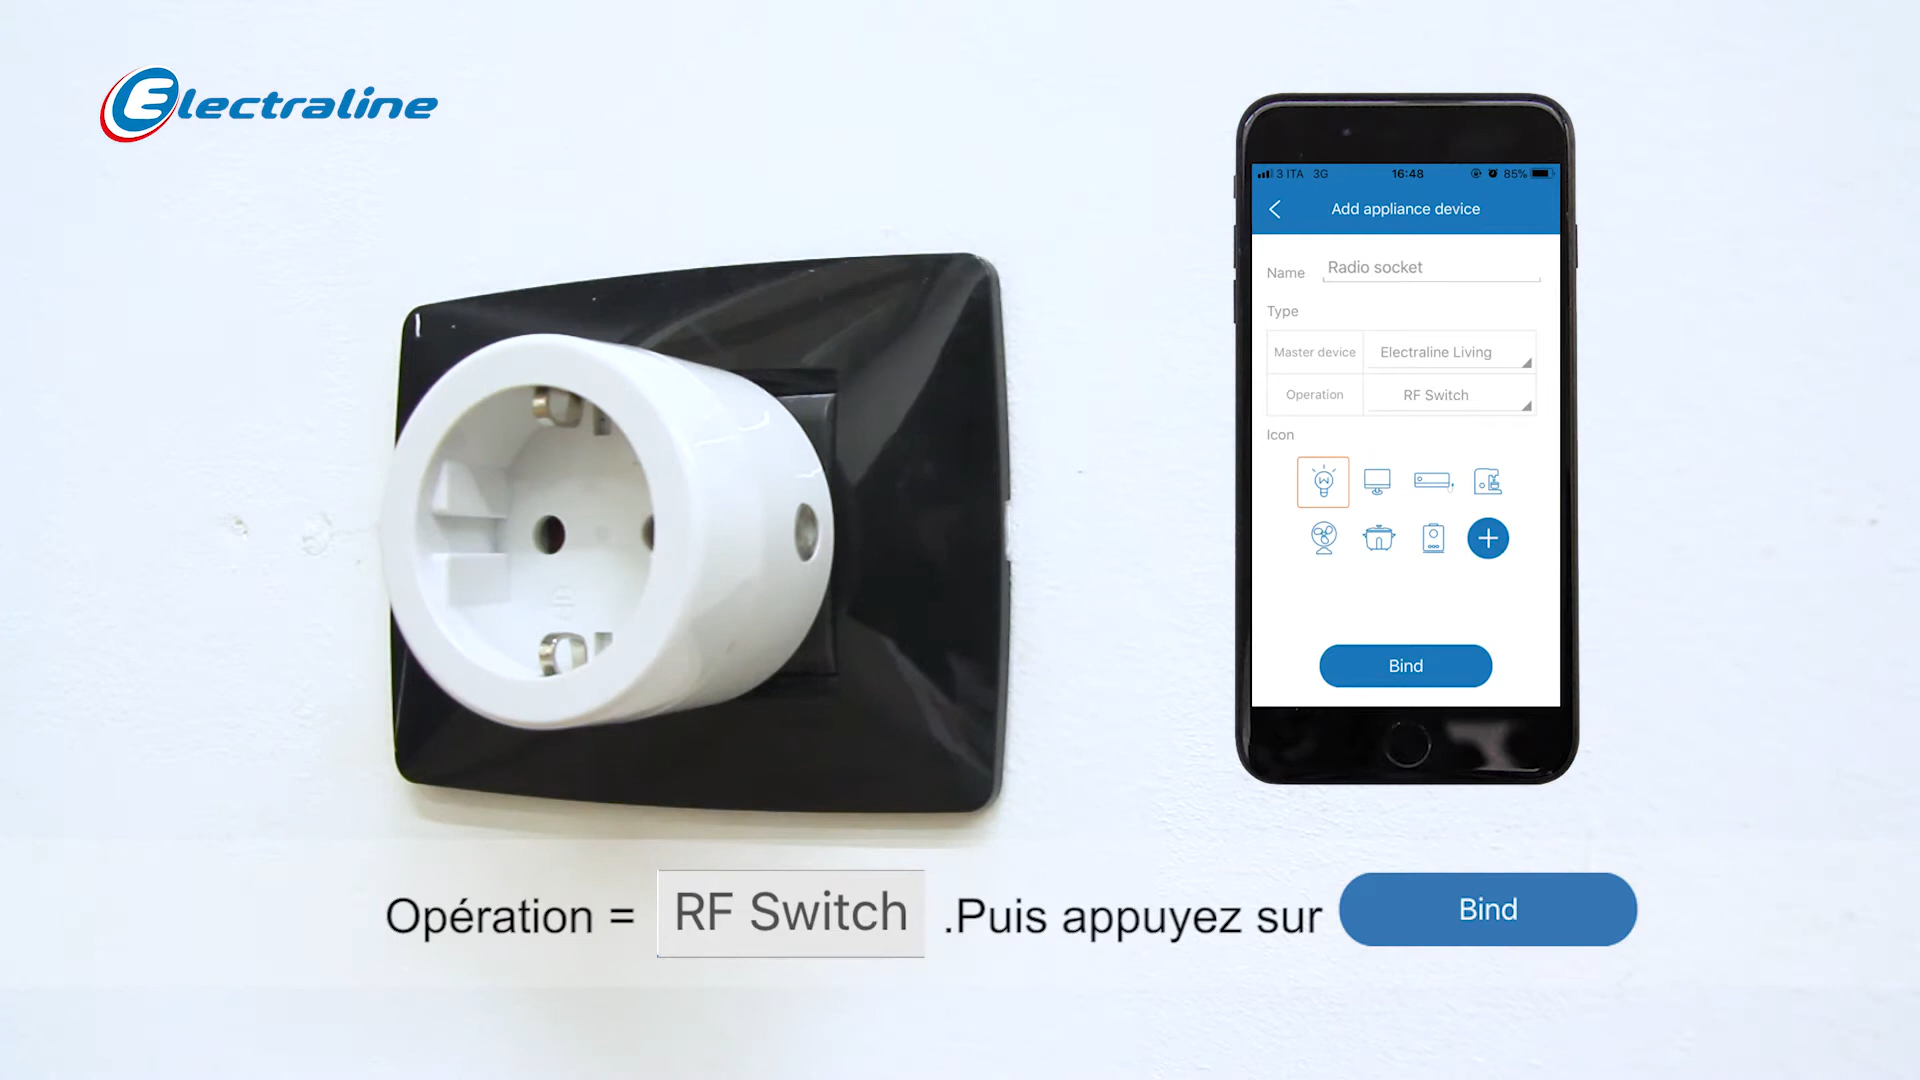 Electraline
3 ITA 3G 16:48 85%
Add appliance device
Name Radio socket
Type
Master device Electraline Living
Operation RF Switch
Icon
Bind
Opération = RF Switch .Puis appuyez sur Bind